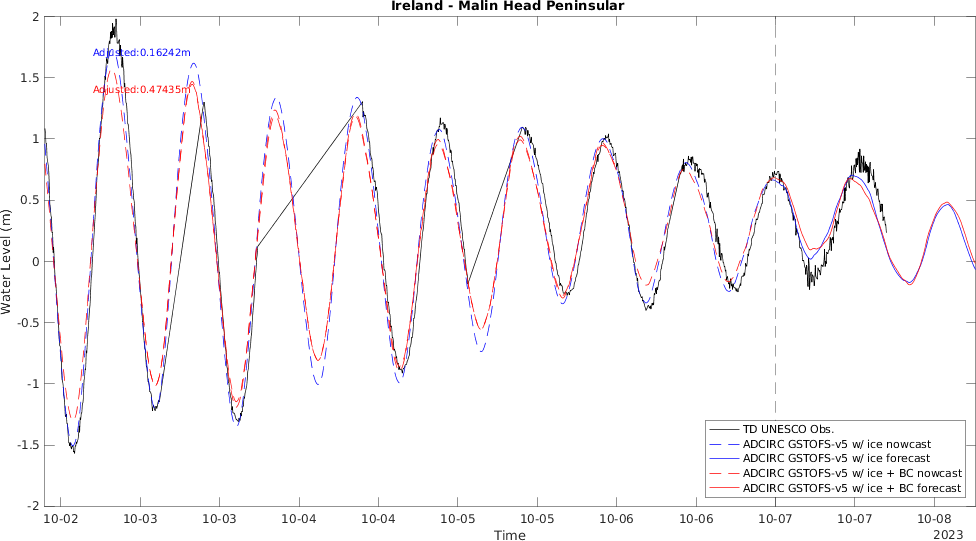 Ireland - Malin Head Peninsular
2
1.5
1
0.5
0
-0.5
-1
-1.5
-2
Water Level (m)
Adjusted:0.16242m
Adjusted:0.47435m
TD UNESCO Obs.
ADCIRC GSTOFS-v5 w/ ice nowcast
ADCIRC GSTOFS-v5 w/ ice forecast
ADCIRC GSTOFS-v5 w/ ice + BC nowcast
ADCIRC GSTOFS-v5 w/ ice + BC forecast
10-02 10-03 10-03 10-04 10-04 10-05 10-05 10-06 10-06 10-07 10-07 10-08
Time
2023